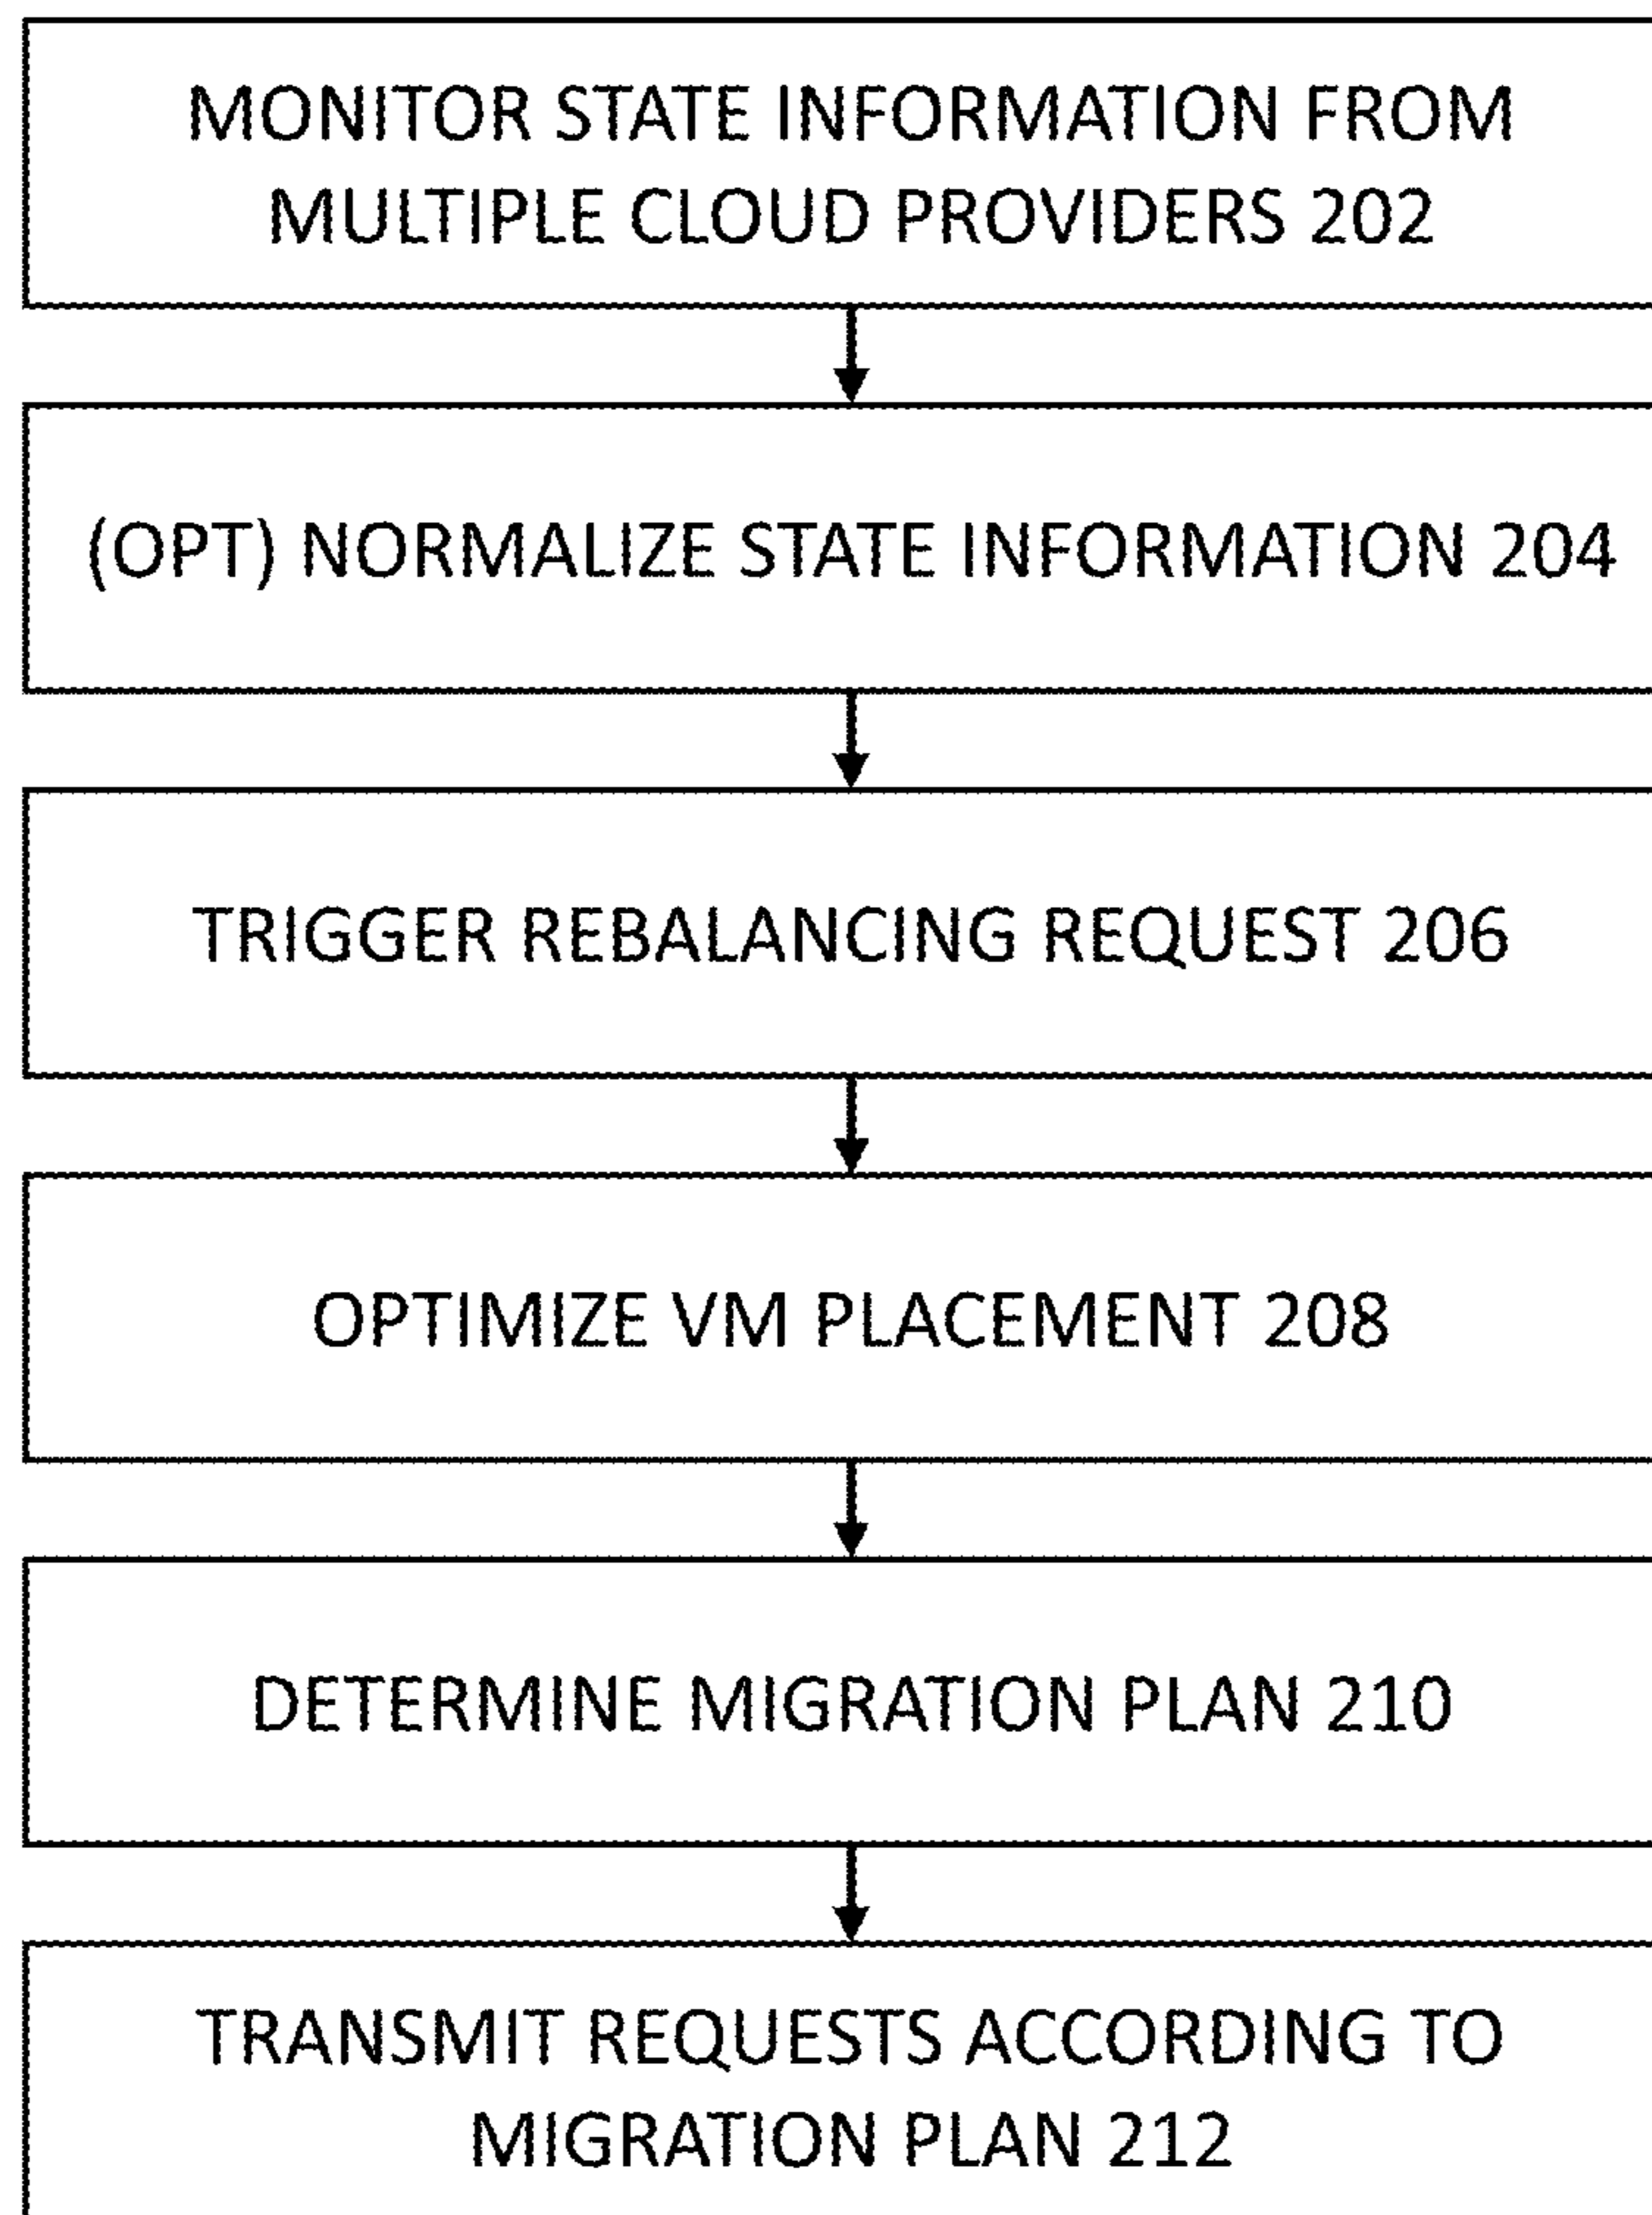 MONITOR STATE INFORMATION FROM
MULTIPLE CLOUD PROVIDERS 202
(OPT) NORMALIZE STATE INFORMATION 204
TRIGGER REBALANCING REQUEST 206
OPTIMIZE VM PLACEMENT 208
DETERMINE MIGRATION PLAN 210
TRANSMIT REQUESTS ACCORDING TO
MIGRATION PLAN 212